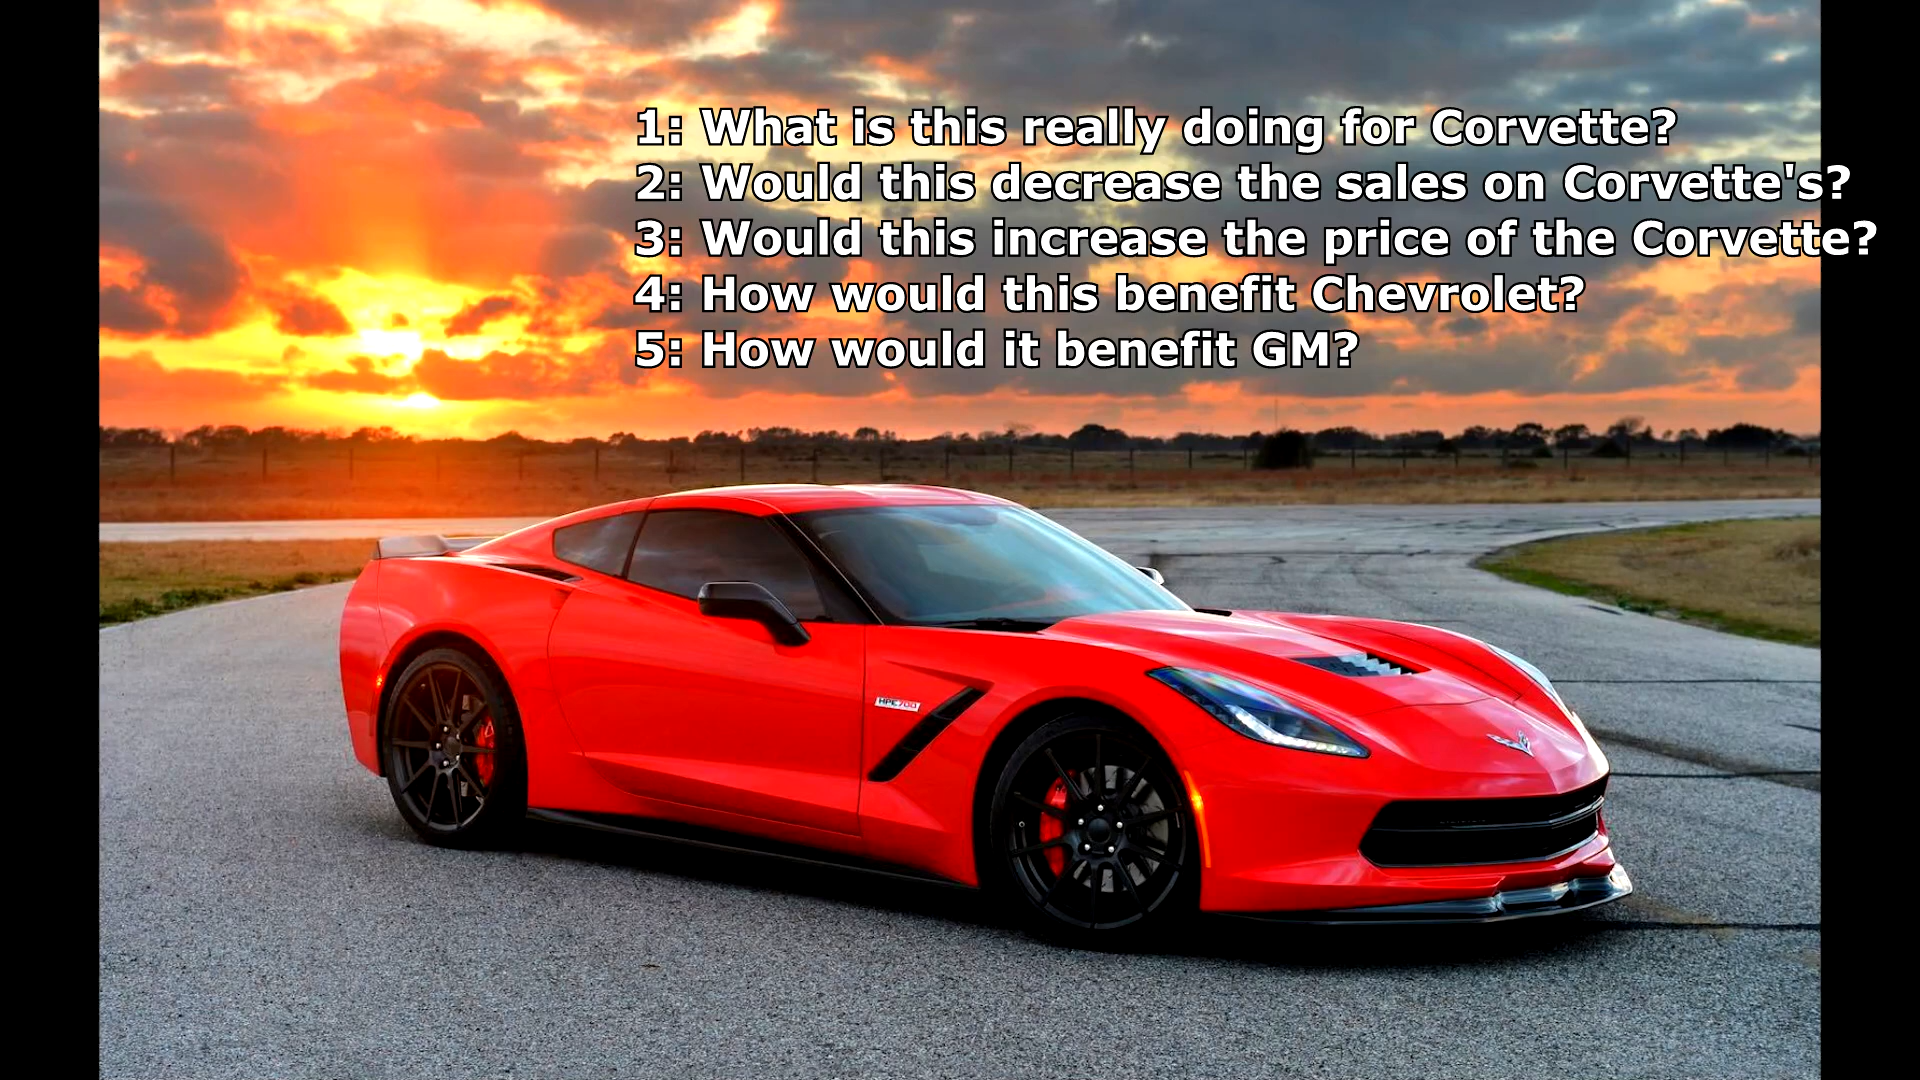 1: What is this really doing for Corvette?
2: Would this decrease the sales on Corvette's?
3: Would this increase the price of the Corvette?
4: How would this benefit Chevrolet?
5: How would it benefit GM?
HPE700